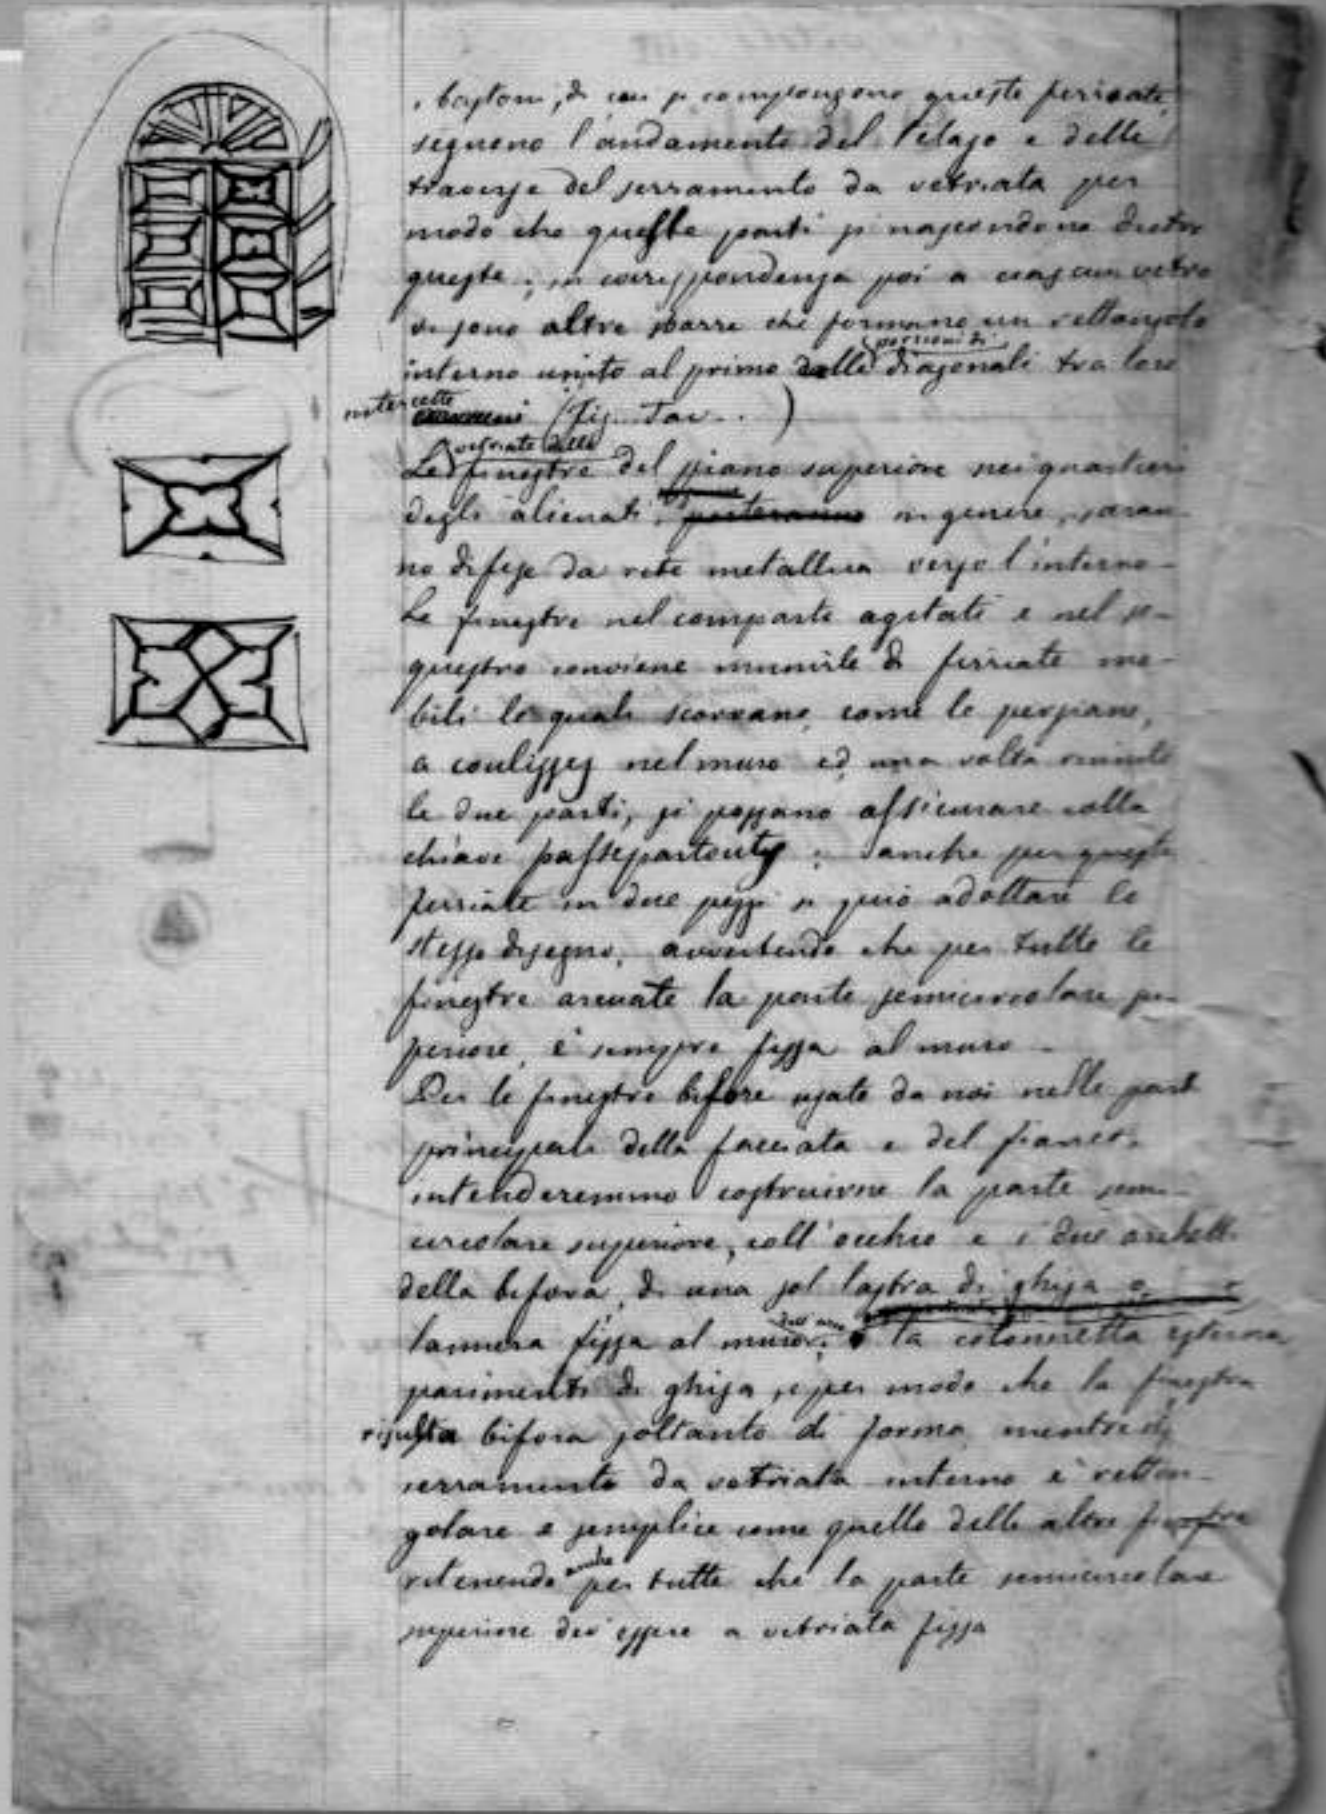 i bastoni, di cui si compongono queste ferriate
seguono l'andamento del telajo e delle
traverse del serramento da vetriata per
modo che queste parti si nascondono dietro
queste; in corrispondenza poi a ciascun vetro
vi sono altre sbarre che formano un rettangolo
porzioni di
interno unito al primo dalle diagonali tra loro
intercette (fig. Tav. . )
vetriate delle
Le finestre del piano superiore nei quartieri
degli alienati, in genere, saran-
no difese da rete metallica verso l'interno -
Le finestre nel comparto agitati e nel se-
questro conviene munirle di ferriate mo-
bili le quali scorrano, come le persiane,
a coulisses nel muro ed una volta riunite
le due parti, si possano assicurare colla
chiave passepartouts; anche per queste
ferriate in due pezzi si può adottare lo
stesso disegno, avvertendo che per tutte le
finestre arcuate la parte semicircolare su-
periore, è sempre fissa al muro -
Per le finestre bifore usate da noi nelle parti
principali della facciata e del fianco,
intenderemmo costruirne la parte semi-
circolare superiore, coll'occhio e i due archetti
della bifora, di una sol lastra di ghisa o
dell'arco
lamiera fissa al muro; la colonnetta esterna
parimenti di ghisa, e per modo che la finestra
risulta bifora soltanto di forma, mentre il
serramento da vetriata interno è rettan-
golare e semplice come quello delle altre finestre
anche
ritenendo per tutte che la parte semicircolare
superiore dev'essere a vetriata fissa